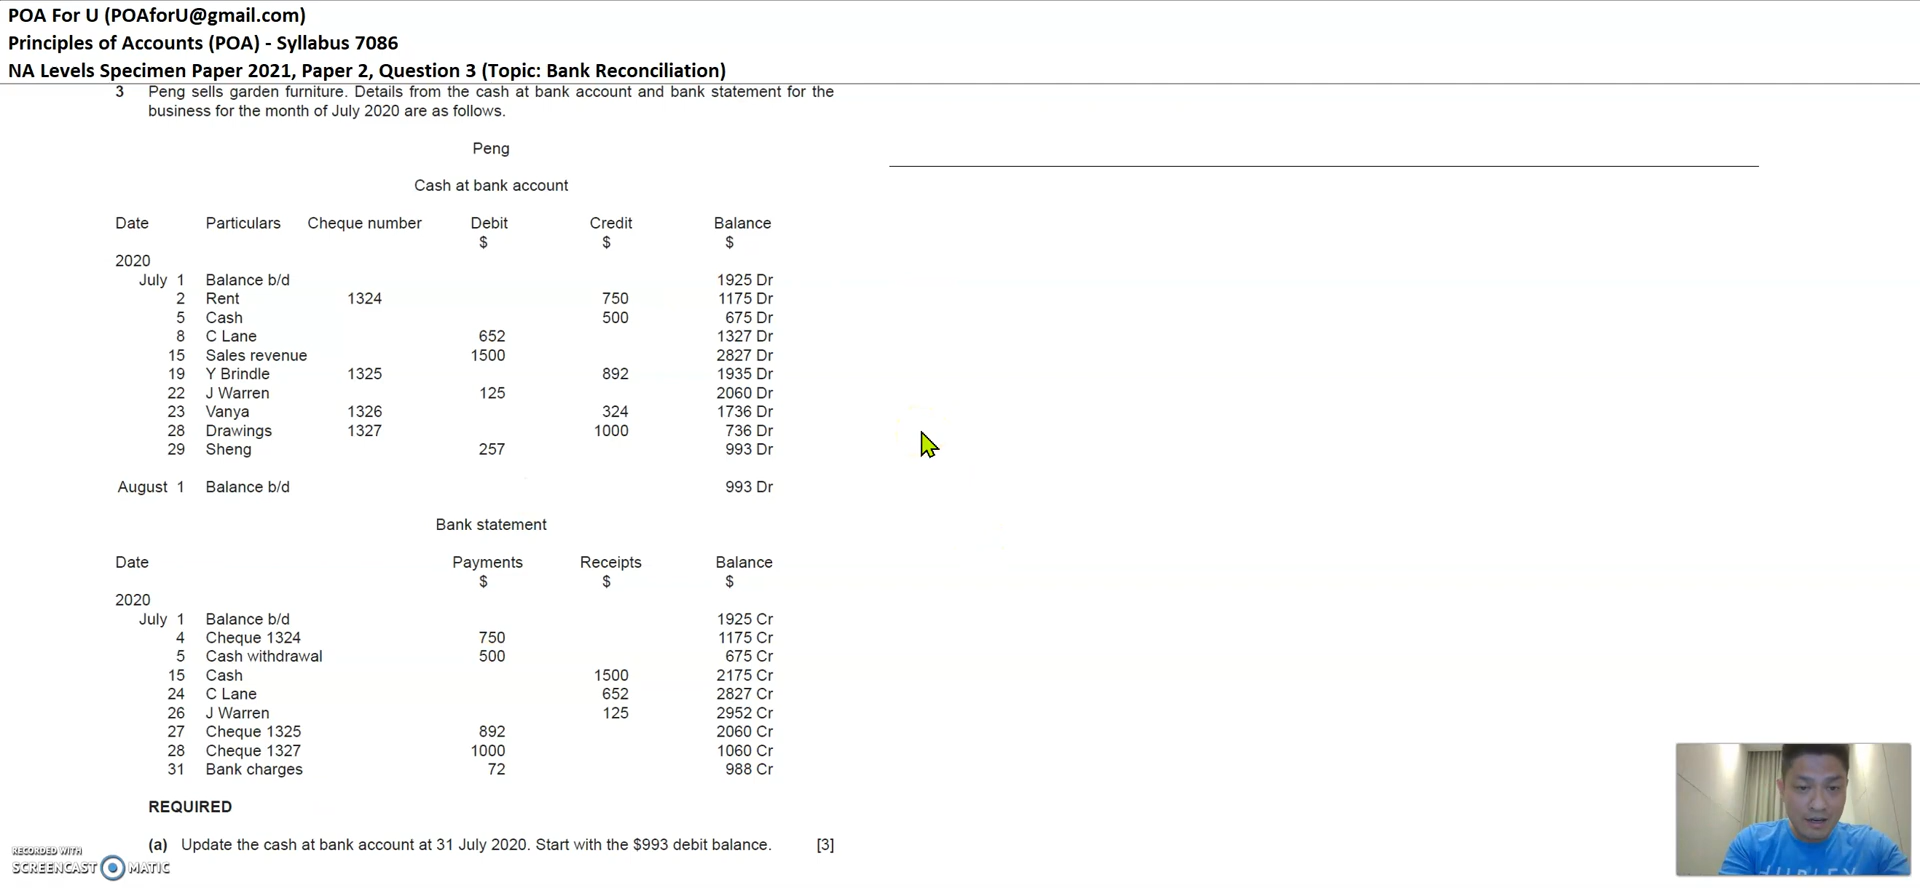 POA For U (POAforU@gmail.com)
Principles of Accounts (POA) - Syllabus 7086
NA Levels Specimen Paper 2021, Paper 2, Question 3 (Topic: Bank Reconciliation)
3 Peng sells garden furniture. Details from the cash at bank account and bank statement for the
business for the month of July 2020 are as follows.
Peng
Cash at bank account
Date Particulars Cheque number Debit Credit Balance
$ $ $
2020
July 1 Balance b/d 1925 Dr
2 Rent 1324 750 1175 Dr
5 Cash 500 675 Dr
8 C Lane 652 1327 Dr
15 Sales revenue 1500 2827 Dr
19 Y Brindle 1325 892 1935 Dr
22 J Warren 125 2060 Dr
23 Vanya 1326 324 1736 Dr
28 Drawings 1327 1000 736 Dr
29 Sheng 257 993 Dr
August 1 Balance b/d 993 Dr
Bank statement
Date Payments Receipts Balance
$ $ $
2020
July 1 Balance b/d 1925 Cr
4 Cheque 1324 750 1175 Cr
5 Cash withdrawal 500 675 Cr
15 Cash 1500 2175 Cr
24 C Lane 652 2827 Cr
26 J Warren 125 2952 Cr
27 Cheque 1325 892 2060 Cr
28 Cheque 1327 1000 1060 Cr
31 Bank charges 72 988 Cr
REQUIRED
(a) Update the cash at bank account at 31 July 2020. Start with the $993 debit balance. [3]
RECORDED WITH
SCREENCAST MATIC